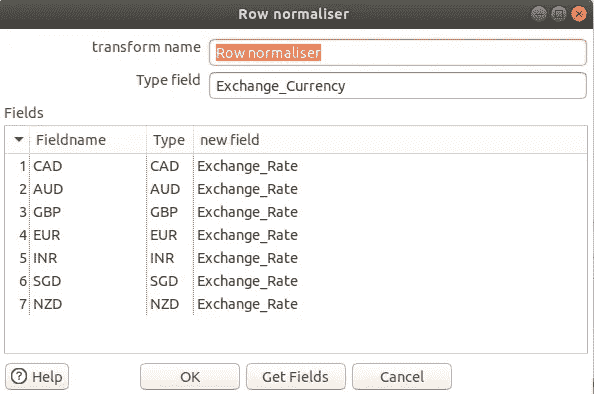 Row normaliser
transform name Row normaliser
Type field Exchange_Currency
Fields
Fieldname Type new field
1 CAD CAD Exchange_Rate
2 AUD AUD Exchange_Rate
3 GBP GBP Exchange_Rate
4 EUR EUR Exchange_Rate
5 INR INR Exchange_Rate
6 SGD SGD Exchange_Rate
7 NZD NZD Exchange_Rate
Help OK Get Fields Cancel